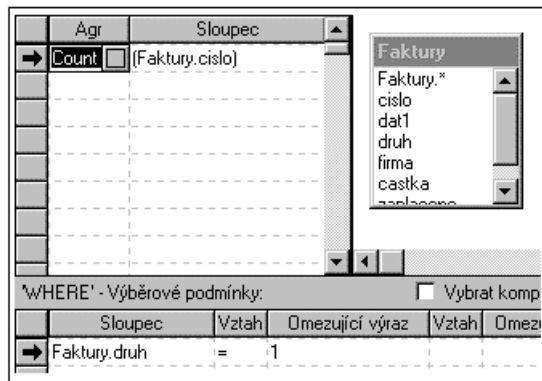 Agr Sloupec
Count (Faktury.cislo)
Faktury
Faktury.*
cislo
dat1
druh
firma
castka
'WHERE' - Výběrové podmínky: Vybrat komp
Sloupec Vztah Omezující výraz Vztah Omez
Faktury.druh = 1